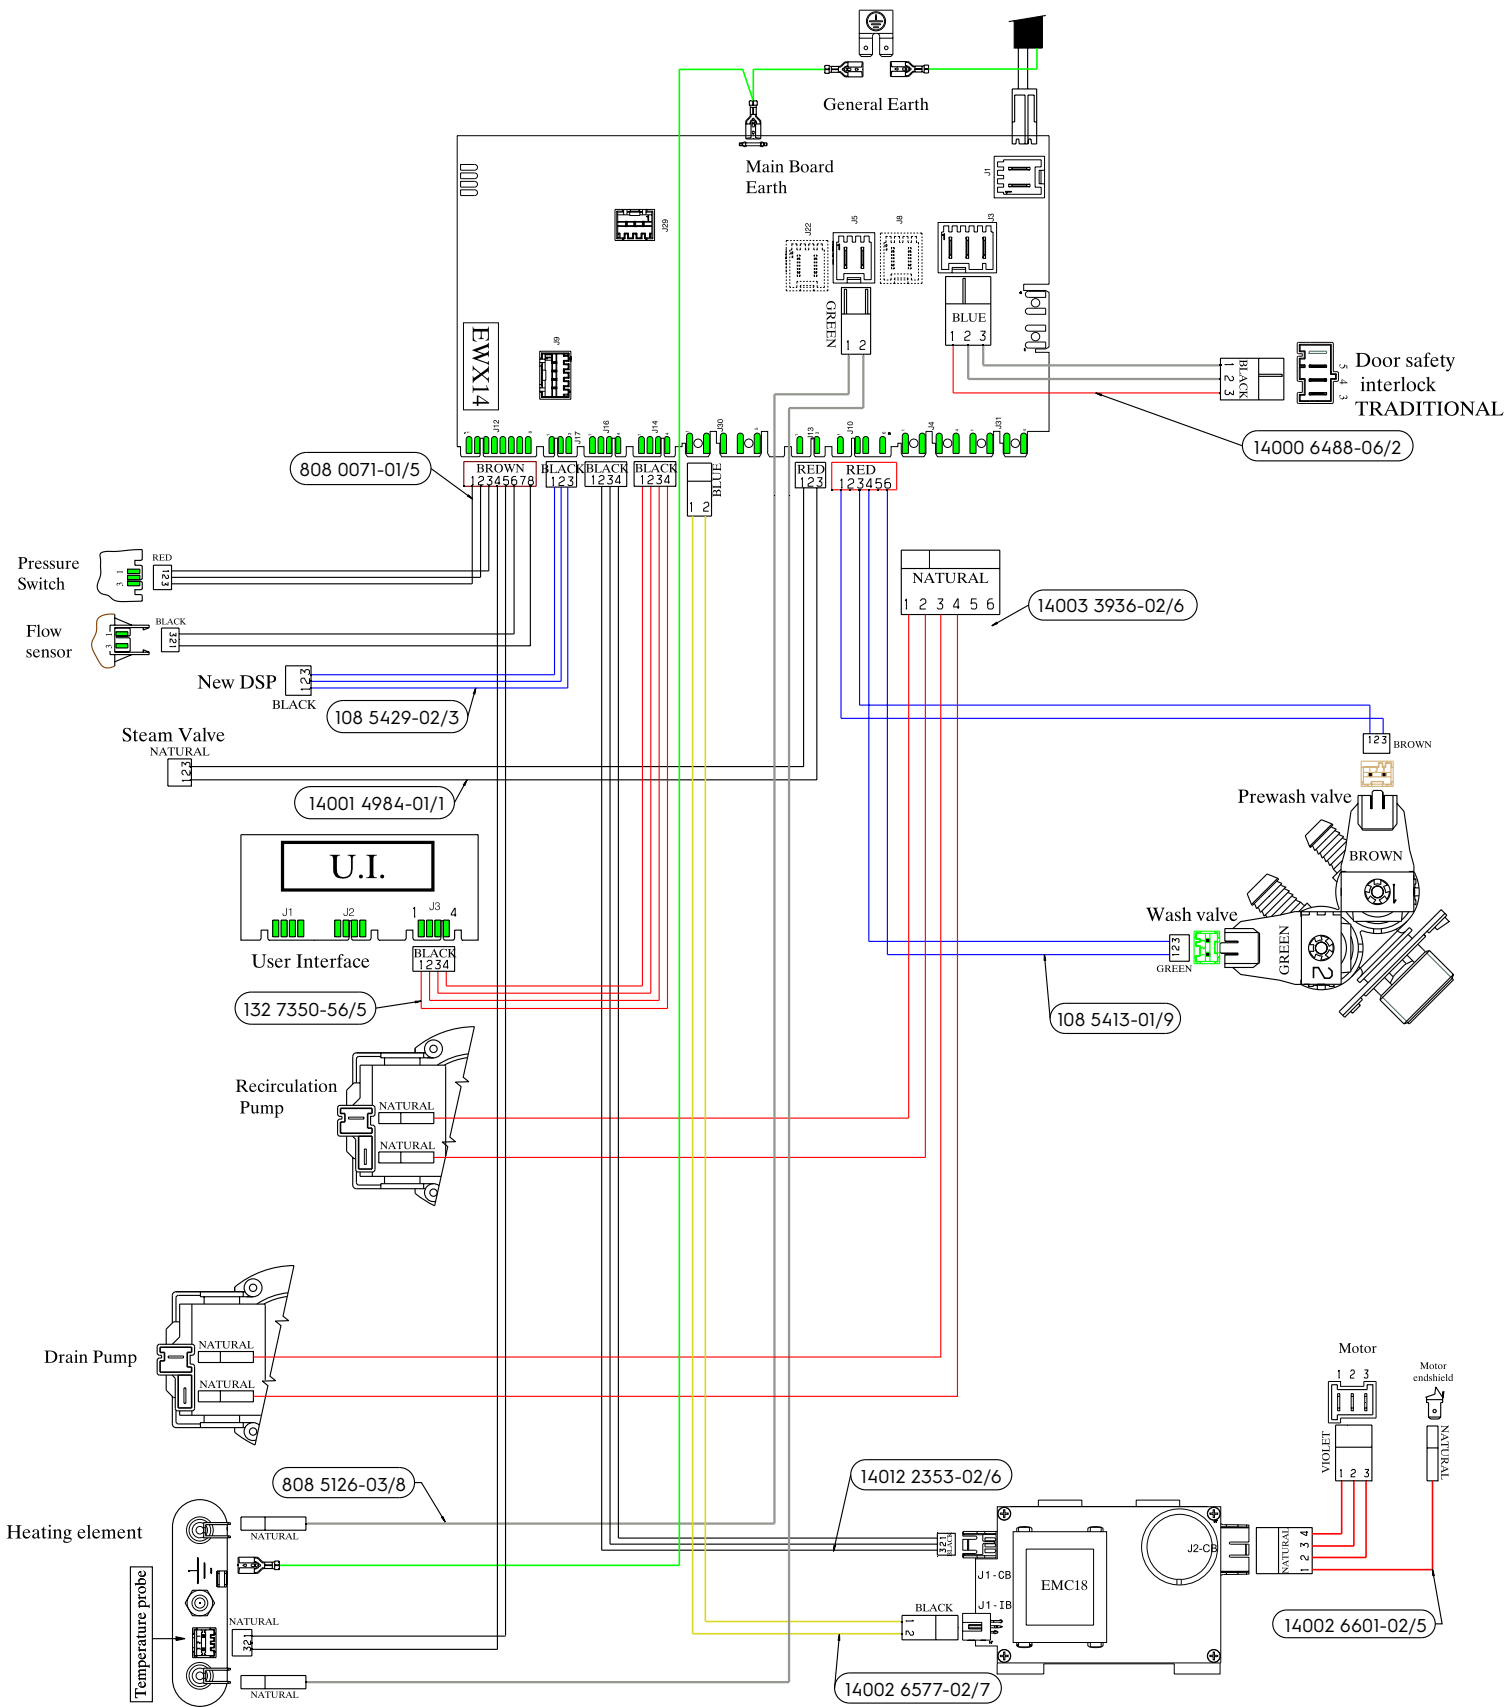 General Earth
Main Board
Earth
J1
J29
J22
J5
J8
J3
GREEN
1 2
BLUE
1 2 3
EWX14
J9
1
2
3
BLACK
5
4
3
Door safety
interlock
TRADITIONAL
14000 6488-06/2
J12
J17
J16
J14
J30
J13
J10
J4
J31
808 0071-01/5
BROWN
12345678
BLACK
123
BLACK
1234
BLACK
1234
BLUE
1 2
RED
123
RED
123456
Pressure
Switch
1
3
RED
123
Flow
sensor
1
3
BLACK
321
NATURAL
1 2 3 4 5 6
14003 3936-02/6
New DSP
123
BLACK
108 5429-02/3
Steam Valve
NATURAL
123
14001 4984-01/1
123
BROWN
Prewash valve
BROWN
1
U.I.
J1
J2
J3
1
4
User Interface
BLACK
1234
132 7350-56/5
Wash valve
123
GREEN
GREEN
2
108 5413-01/9
Recirculation
Pump
NATURAL
NATURAL
Drain Pump
NATURAL
NATURAL
Motor
1 2 3
Motor
endshield
VIOLET
1 2 3
NATURAL
808 5126-03/8
14012 2353-02/6
Heating element
NATURAL
321
BLACK
J1-CB
J2-CB
NATURAL
1 2 3 4
EMC18
J1-IB
BLACK
1
2
Temperature probe
NATURAL
321
NATURAL
14002 6601-02/5
14002 6577-02/7